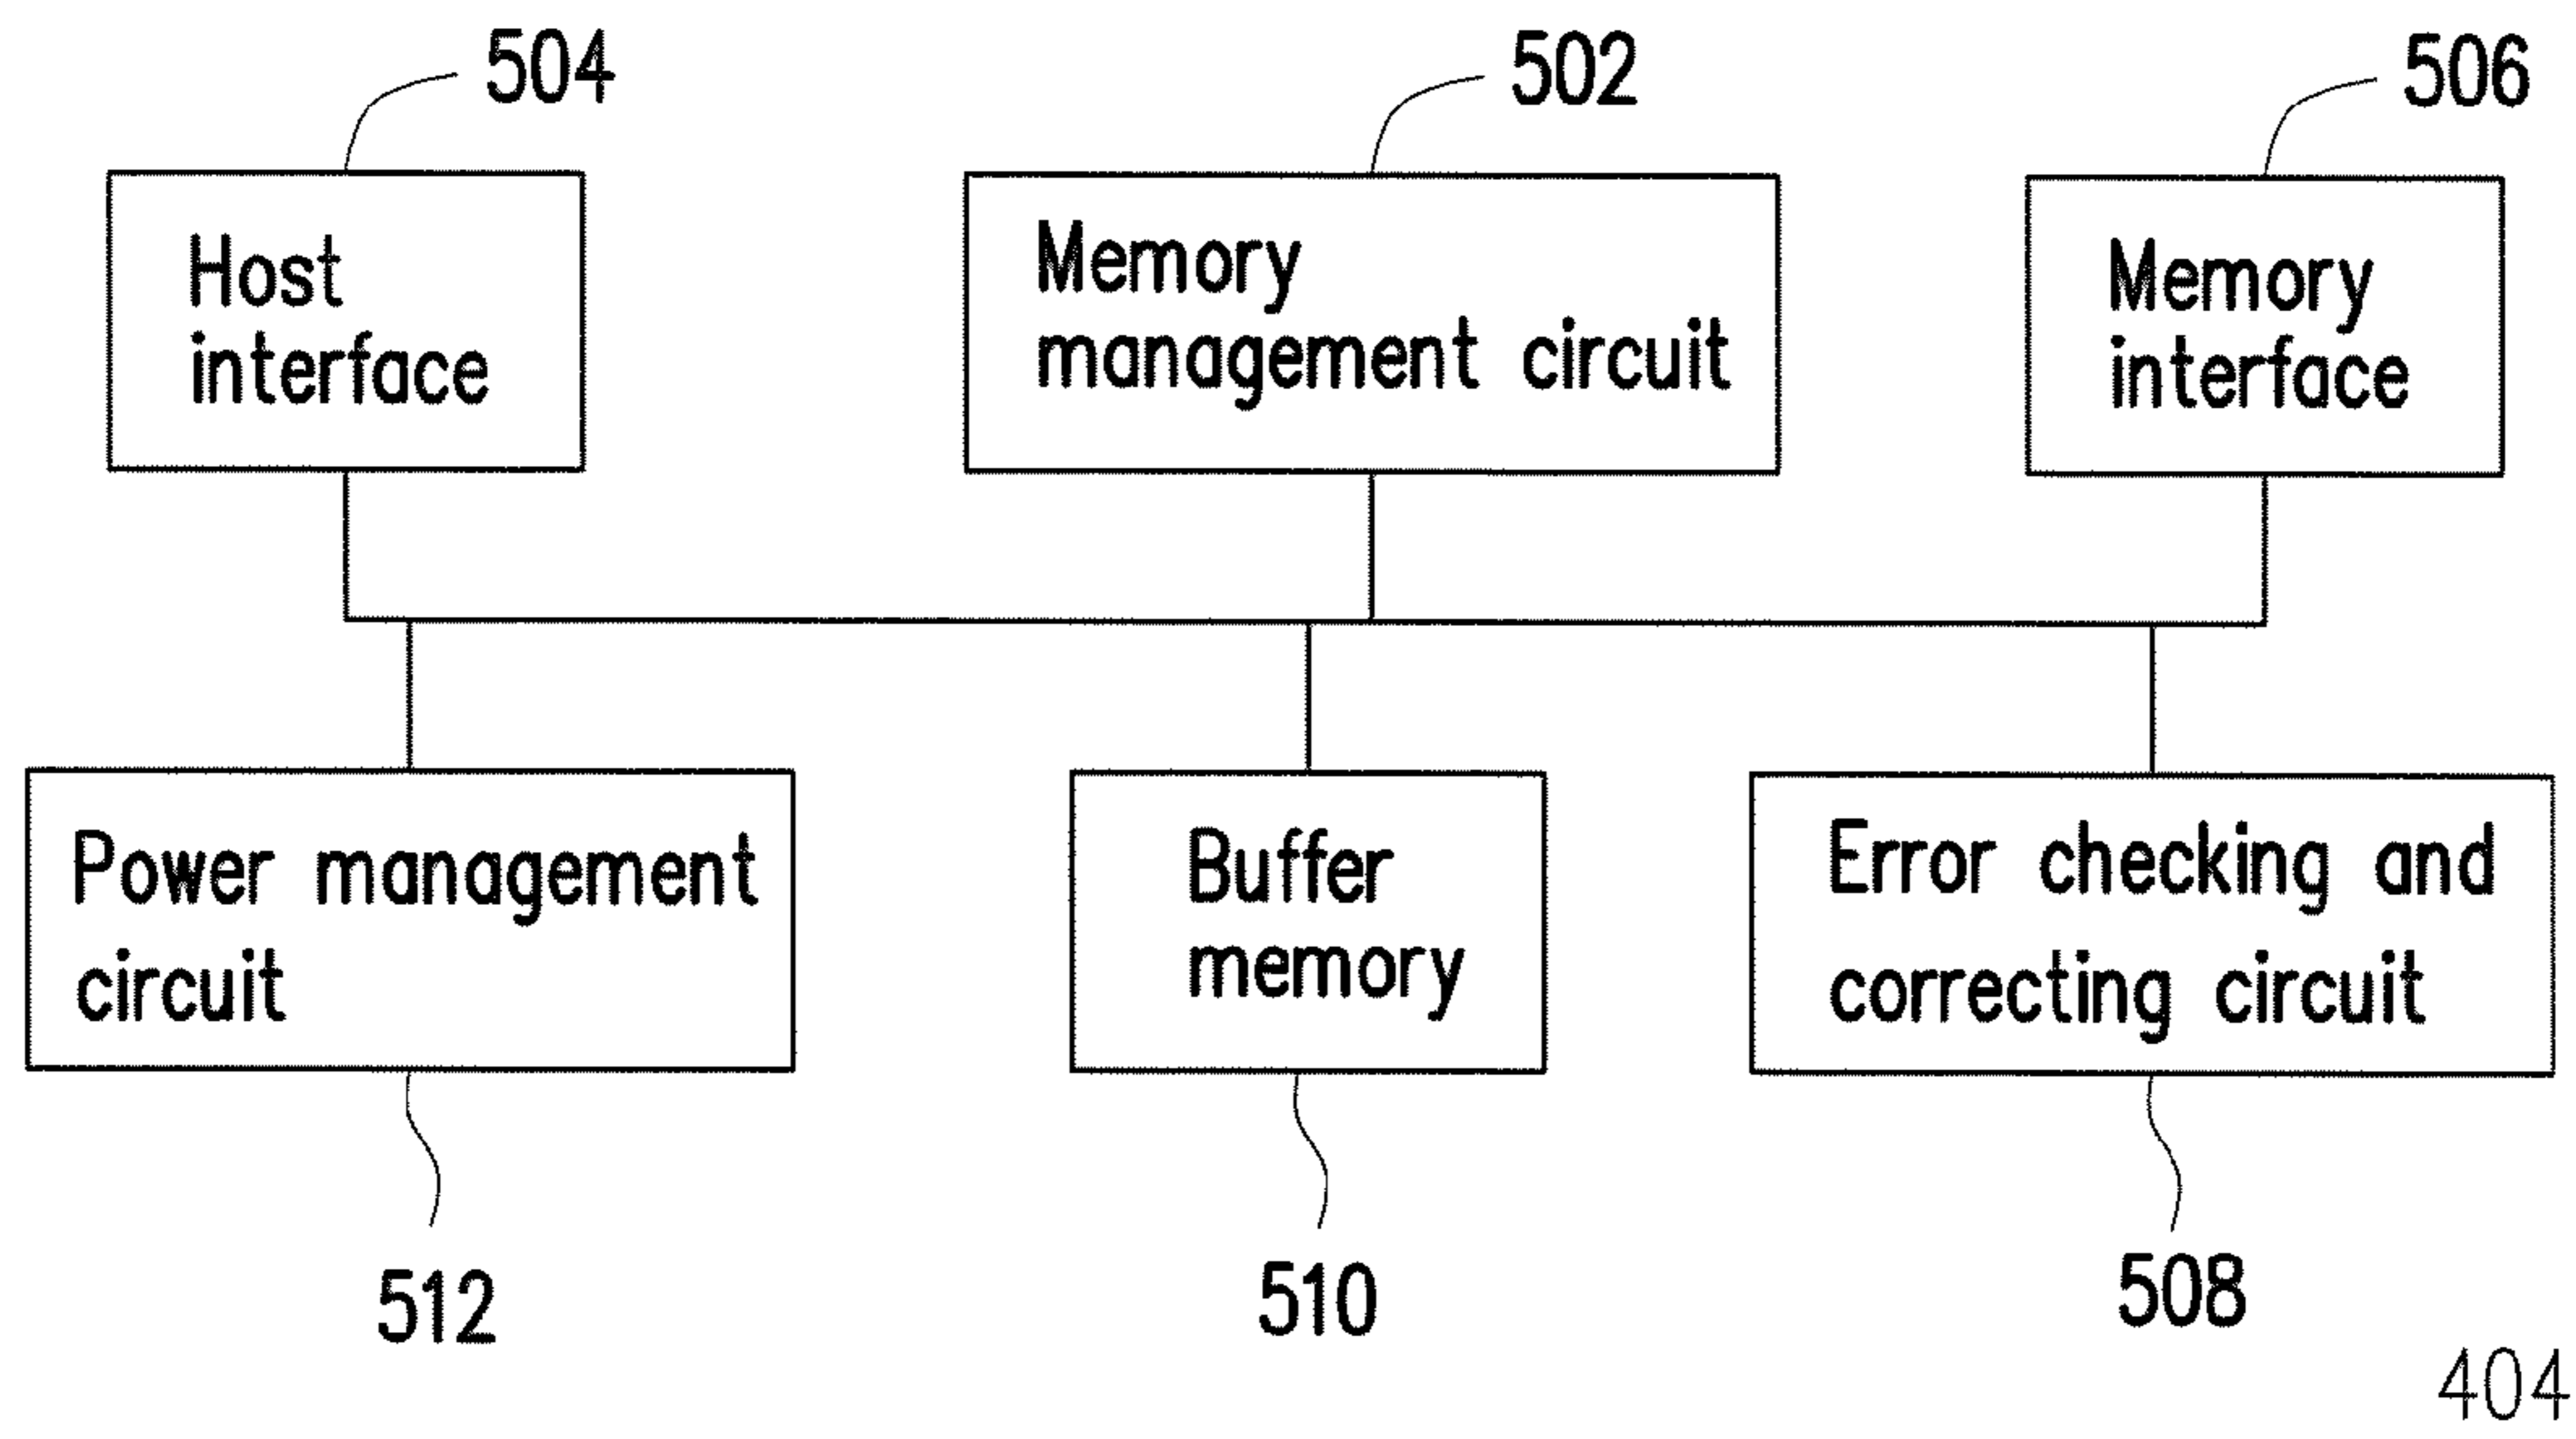 504
502
506
Host
interface
Memory
management circuit
Memory
interface
Power management
circuit
Buffer
memory
Error checking and
correcting circuit
512
510
508
404